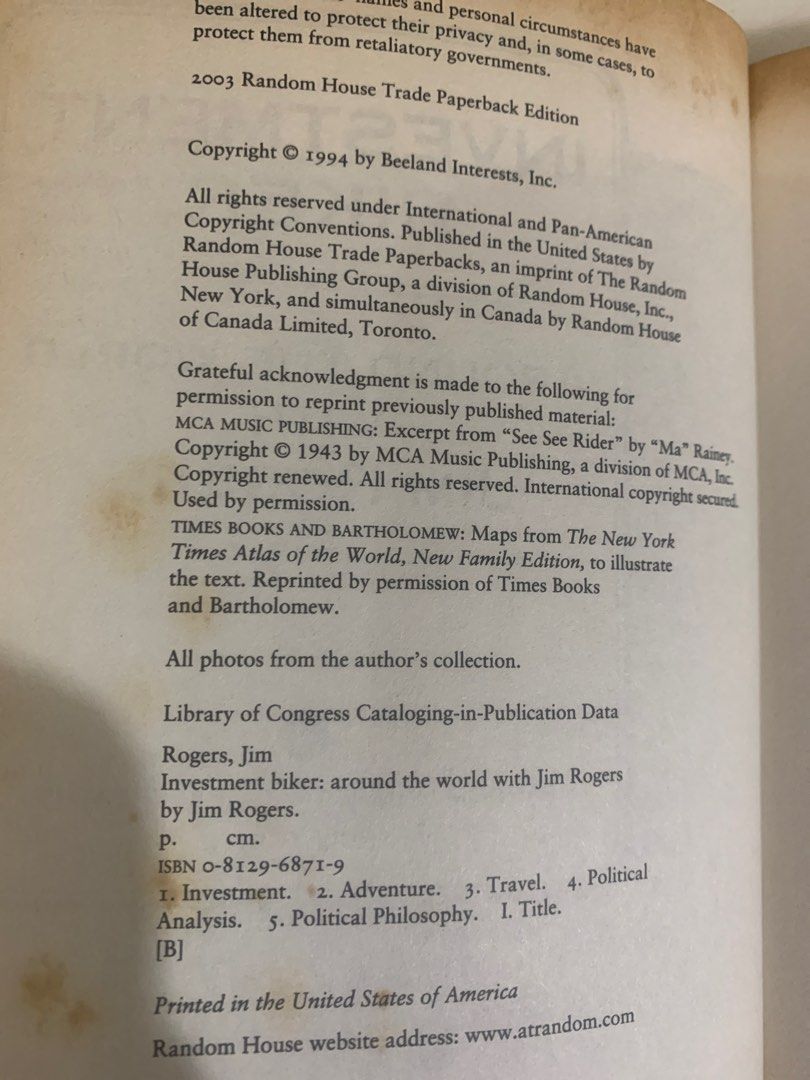 and personal circumstances have
been altered to protect their privacy and, in some cases, to
protect them from retaliatory governments.
2003 Random House Trade Paperback Edition
Copyright © 1994 by Beeland Interests, Inc.
All rights reserved under International and Pan-American
Copyright Conventions. Published in the United States by
Random House Trade Paperbacks, an imprint of The Random
House Publishing Group, a division of Random House, Inc.,
New York, and simultaneously in Canada by Random House
of Canada Limited, Toronto.
Grateful acknowledgment is made to the following for
permission to reprint previously published material:
MCA MUSIC PUBLISHING: Excerpt from “See See Rider” by “Ma” Rainey.
Copyright © 1943 by MCA Music Publishing, a division of MCA, Inc.
Copyright renewed. All rights reserved. International copyright secured.
Used by permission.
TIMES BOOKS AND BARTHOLOMEW: Maps from The New York
Times Atlas of the World, New Family Edition, to illustrate
the text. Reprinted by permission of Times Books
and Bartholomew.
All photos from the author’s collection.
Library of Congress Cataloging-in-Publication Data
Rogers, Jim
Investment biker: around the world with Jim Rogers
by Jim Rogers.
p. cm.
ISBN 0-8129-6871-9
1. Investment. 2. Adventure. 3. Travel. 4. Political
Analysis. 5. Political Philosophy. I. Title.
[B]
Printed in the United States of America
Random House website address: www.atrandom.com